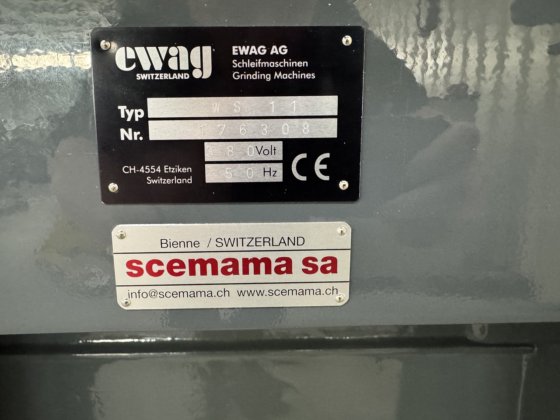 ewag
SWITZERLAND
EWAG AG
Schleifmaschinen
Grinding Machines
Typ WS 11
Nr. 176308
Volt
50 Hz
CH-4554 Etziken
Switzerland
CE
Bienne / SWITZERLAND
scemama sa
info@scemama.ch www.scemama.ch